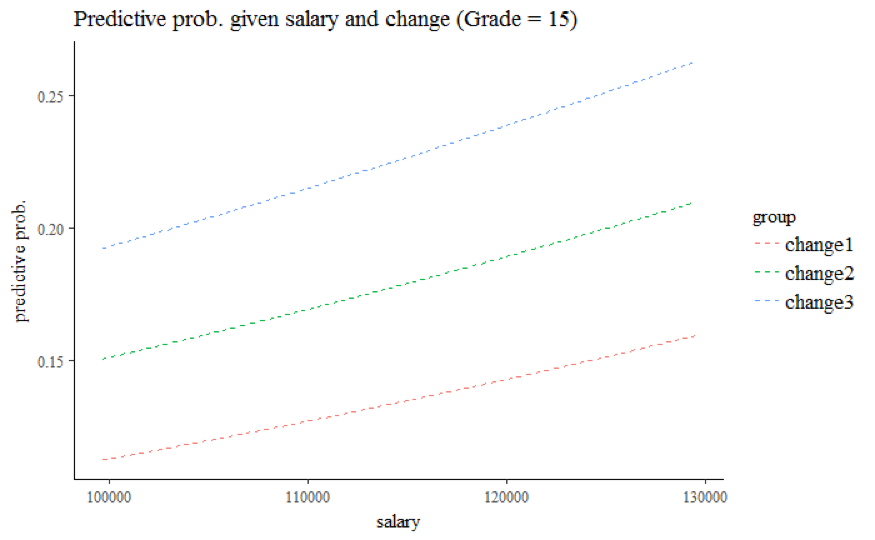 Predictive prob. given salary and change (Grade = 15)
predictive prob.
0.25
0.20
0.15
100000 110000 120000 130000
salary
group
change1
change2
change3